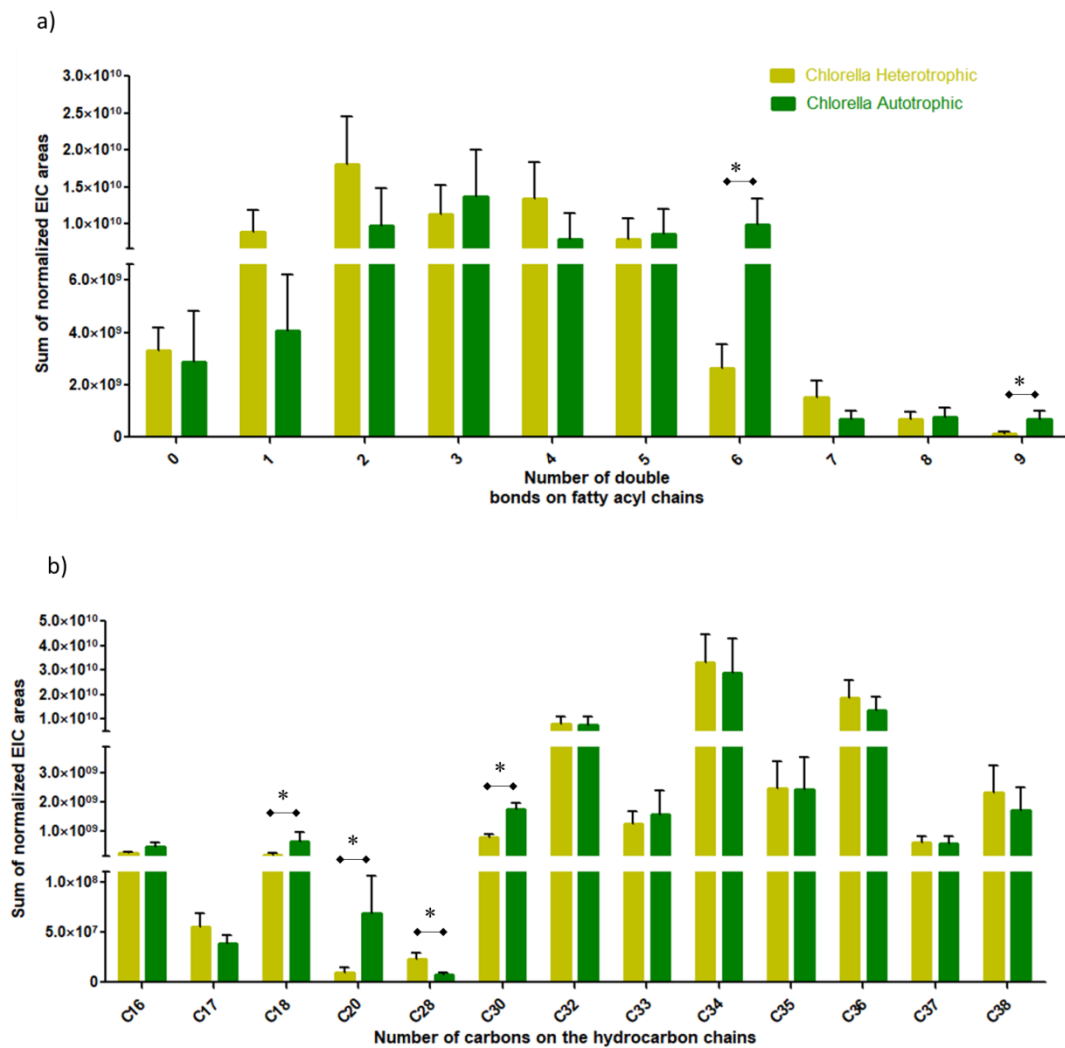 a)
Chlorella Heterotrophic
Chlorella Autotrophic
Sum of normalized EIC areas
3.0×10¹⁰
2.5×10¹⁰
2.0×10¹⁰
1.5×10¹⁰
1.0×10¹⁰
6.0×10⁹
4.0×10⁹
2.0×10⁹
0
*
*
0 1 2 3 4 5 6 7 8 9
Number of double
bonds on fatty acyl chains
b)
Sum of normalized EIC areas
5.0×10¹⁰
4.0×10¹⁰
3.0×10¹⁰
2.0×10¹⁰
1.0×10¹⁰
3.0×10⁰⁹
2.0×10⁰⁹
1.0×10⁰⁹
1.0×10⁸
5.0×10⁷
0
*
*
*
*
C16 C17 C18 C20 C28 C30 C32 C33 C34 C35 C36 C37 C38
Number of carbons on the hydrocarbon chains